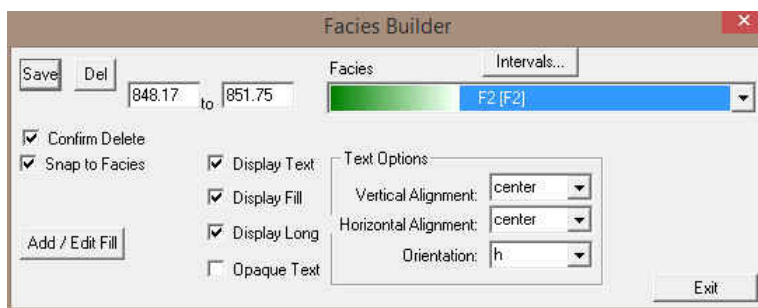 Facies Builder
Save
Del
848.17
to
851.75
Facies
Intervals...
F2 [F2]
Confirm Delete
Snap to Facies
Display Text
Display Fill
Display Long
Opaque Text
Add / Edit Fill
Text Options
Vertical Alignment:
center
Horizontal Alignment:
center
Orientation:
h
Exit